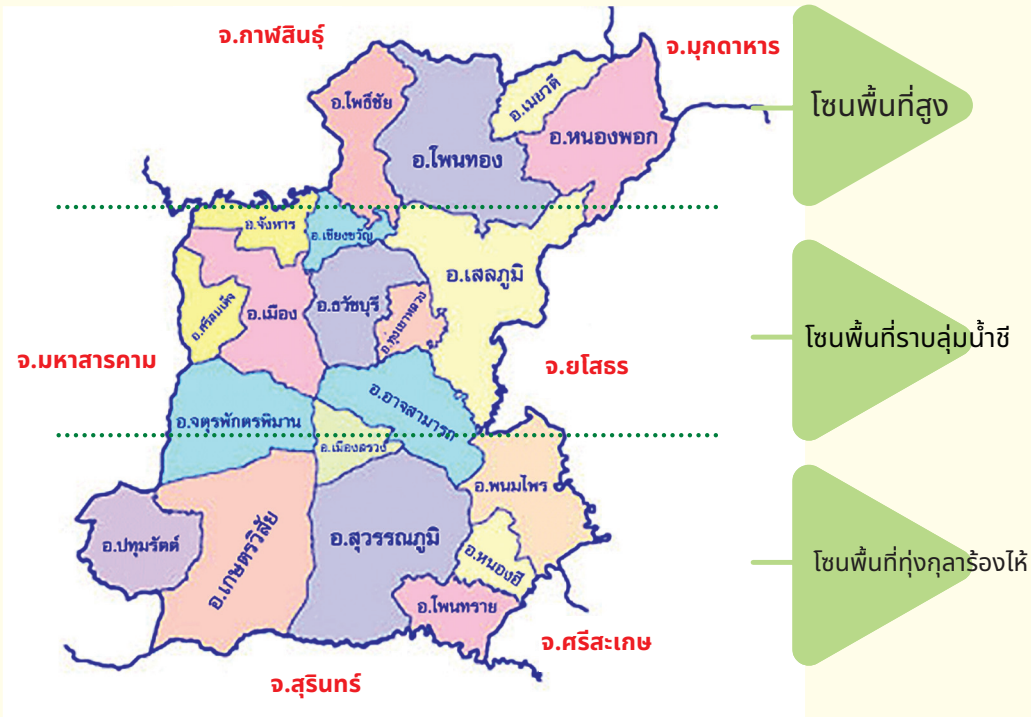 จ.กาฬสินธุ์
จ.มุกดาหาร
อ.โพธิ์ชัย
อ.เมยวดี
โซนพื้นที่สูง
อ.หนองพอก
อ.โพนทอง
อ.จังหาร
อ.เชียงขวัญ
อ.เสลภูมิ
อ.ศรีสมเด็จ
อ.เมือง
อ.ธวัชบุรี
อ.ทุ่งเขาหลวง
โซนพื้นที่ราบลุ่มน้ำชี
จ.มหาสารคาม
จ.ยโสธร
อ.จตุรพักตรพิมาน
อ.อาจสามารถ
อ.เมืองสรวง
อ.พนมไพร
อ.ปทุมรัตต์
อ.เกษตรวิสัย
อ.สุวรรณภูมิ
อ.หนองฮี
โซนพื้นที่ทุ่งกุลาร้องไห้
อ.โพนทราย
จ.ศรีสะเกษ
จ.สุรินทร์